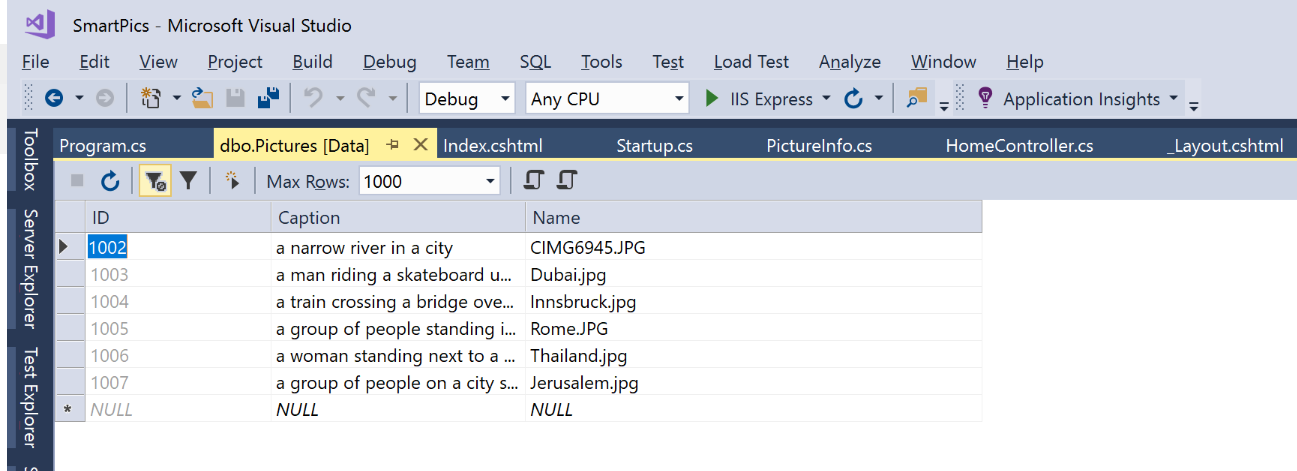 SmartPics - Microsoft Visual Studio
File Edit View Project Build Debug Team SQL Tools Test Load Test Analyze Window Help
Debug Any CPU IIS Express Application Insights
Program.cs dbo.Pictures [Data] Index.cshtml Startup.cs PictureInfo.cs HomeController.cs _Layout.cshtml
Max Rows: 1000
ID Caption Name
1002 a narrow river in a city CIMG6945.JPG
1003 a man riding a skateboard u... Dubai.jpg
1004 a train crossing a bridge ove... Innsbruck.jpg
1005 a group of people standing i... Rome.JPG
1006 a woman standing next to a ... Thailand.jpg
1007 a group of people on a city s... Jerusalem.jpg
* NULL NULL NULL
Toolbox
Server Explorer
Test Explorer